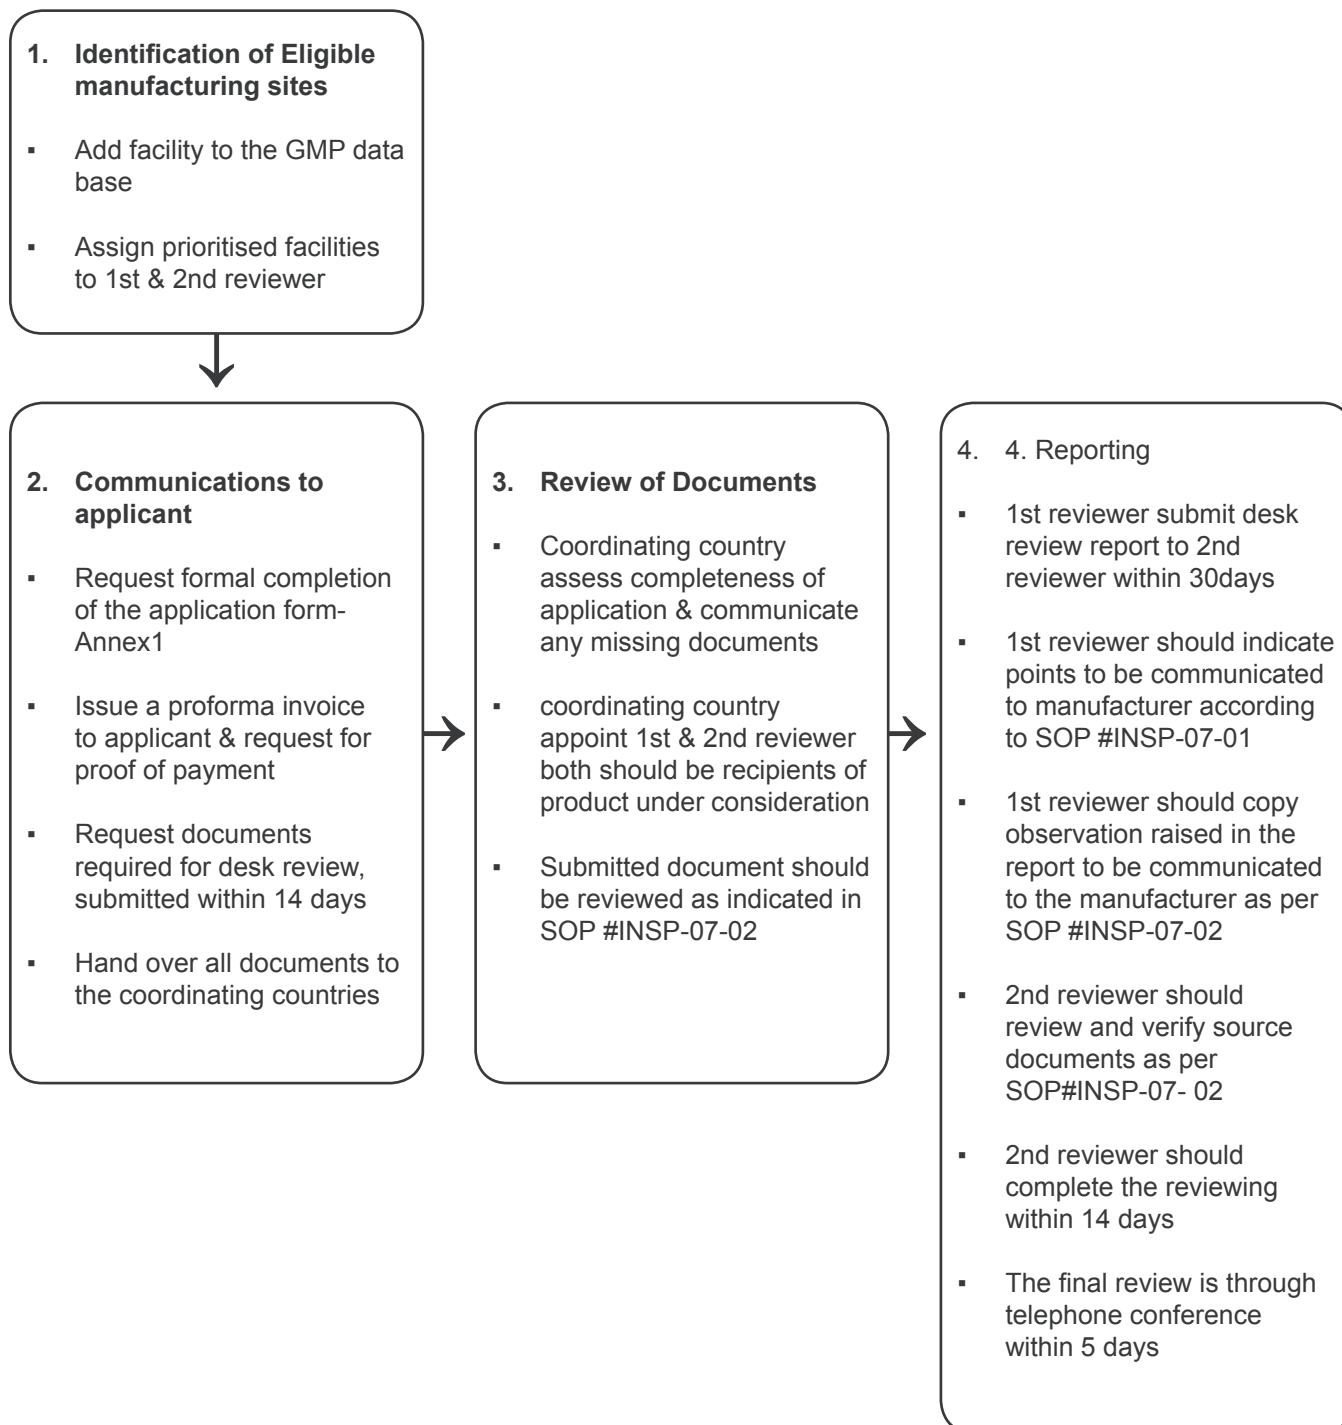 1. Identification of Eligible
manufacturing sites
▪ Add facility to the GMP data
base
▪ Assign prioritised facilities
to 1st & 2nd reviewer
2. Communications to
applicant
▪ Request formal completion
of the application form-
Annex1
▪ Issue a proforma invoice
to applicant & request for
proof of payment
▪ Request documents
required for desk review,
submitted within 14 days
▪ Hand over all documents to
the coordinating countries
3. Review of Documents
▪ Coordinating country
assess completeness of
application & communicate
any missing documents
▪ coordinating country
appoint 1st & 2nd reviewer
both should be recipients of
product under consideration
▪ Submitted document should
be reviewed as indicated in
SOP #INSP-07-02
4. 4. Reporting
▪ 1st reviewer submit desk
review report to 2nd
reviewer within 30days
▪ 1st reviewer should indicate
points to be communicated
to manufacturer according
to SOP #INSP-07-01
▪ 1st reviewer should copy
observation raised in the
report to be communicated
to the manufacturer as per
SOP #INSP-07-02
▪ 2nd reviewer should
review and verify source
documents as per
SOP#INSP-07- 02
▪ 2nd reviewer should
complete the reviewing
within 14 days
▪ The final review is through
telephone conference
within 5 days